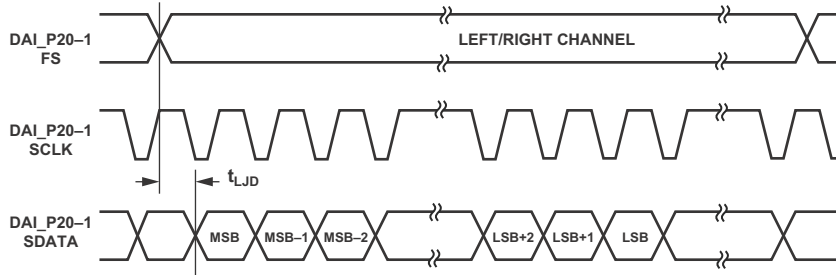 DAI_P20–1
FS
LEFT/RIGHT CHANNEL
DAI_P20–1
SCLK
tLJD
DAI_P20–1
SDATA
MSB
MSB–1
MSB–2
LSB+2
LSB+1
LSB